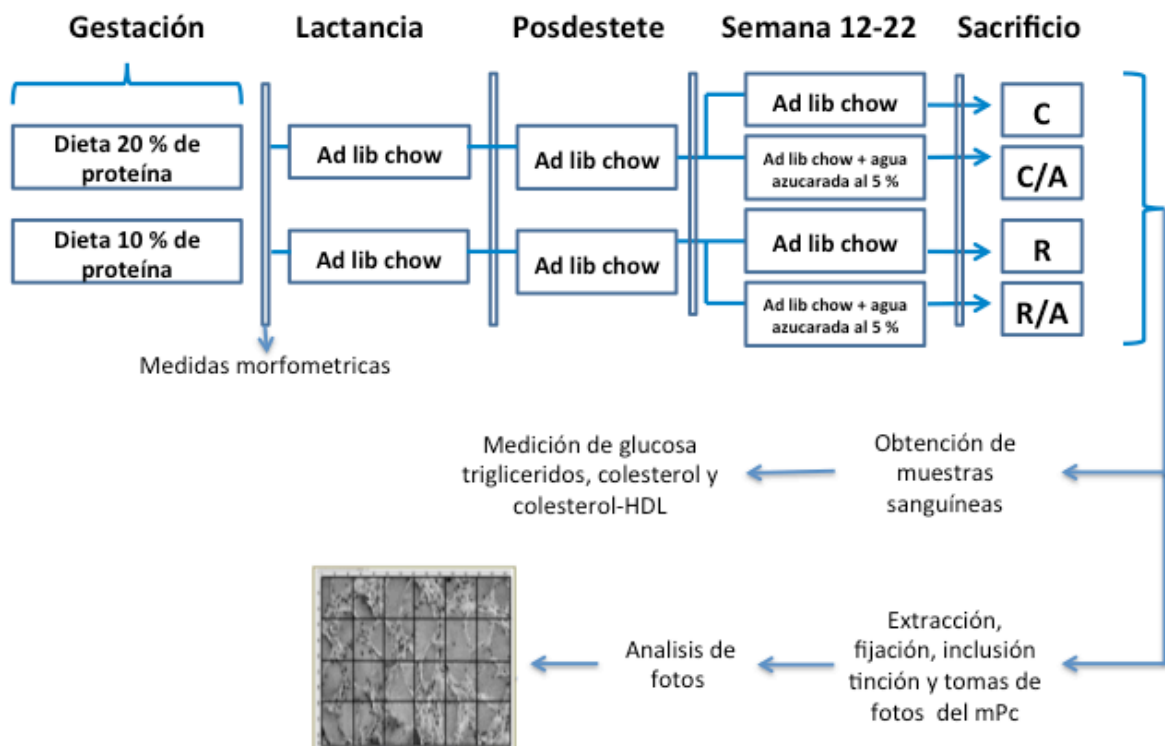 Gestación
Lactancia
Posdestete
Semana 12-22
Sacrificio
Dieta 20 % de
proteína
Ad lib chow
Ad lib chow
Ad lib chow
C
Ad lib chow + agua
azucarada al 5 %
C/A
Dieta 10 % de
proteína
Ad lib chow
Ad lib chow
Ad lib chow
R
Ad lib chow + agua
azucarada al 5 %
R/A
Medidas morfometricas
Medición de glucosa
trigliceridos, colesterol y
colesterol-HDL
Obtención de
muestras
sanguíneas
Analisis de
fotos
Extracción,
fijación, inclusión
tinción y tomas de
fotos del mPc